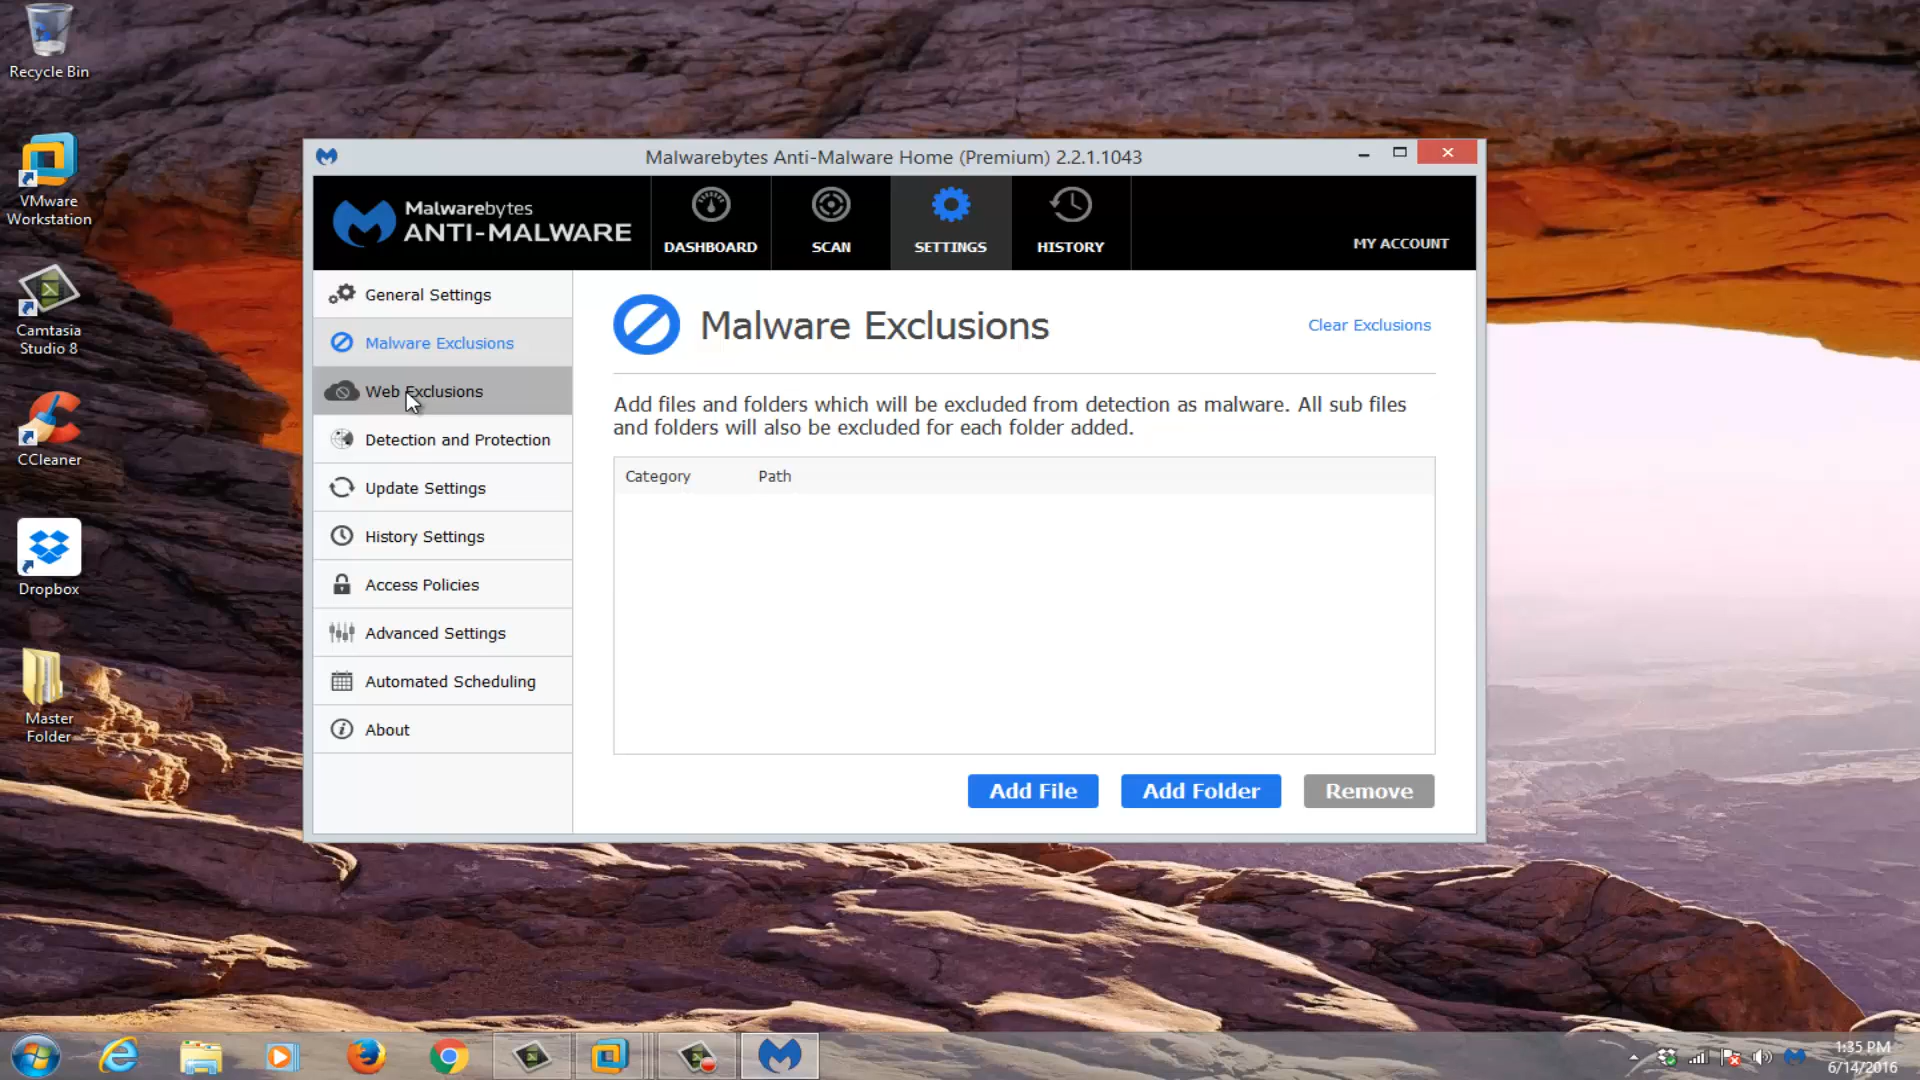 Recycle Bin
VMware
Workstation
Camtasia
Studio 8
CCleaner
Dropbox
Master
Folder
Malwarebytes Anti-Malware Home (Premium) 2.2.1.1043
Malwarebytes
ANTI-MALWARE
DASHBOARD
SCAN
SETTINGS
HISTORY
MY ACCOUNT
General Settings
Malware Exclusions
Web Exclusions
Detection and Protection
Update Settings
History Settings
Access Policies
Advanced Settings
Automated Scheduling
About
Malware Exclusions
Clear Exclusions
Add files and folders which will be excluded from detection as malware. All sub files
and folders will also be excluded for each folder added.
Category Path
Add File
Add Folder
Remove
1:35 PM
6/14/2016